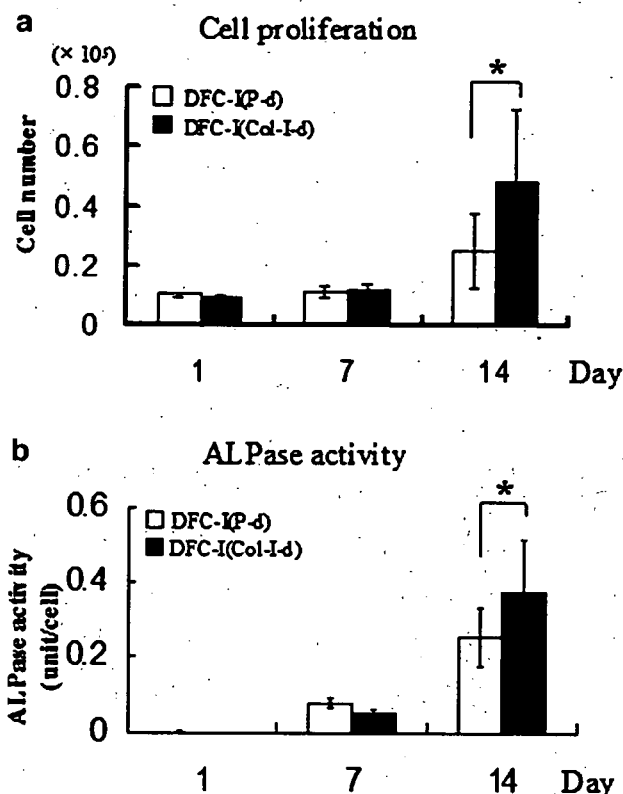 a
Cell proliferation
(× 10⁵)
Cell number
0.8
0.6
0.4
0.2
0
DFC-I(P-d)
DFC-I(Col-I-d)
*
1 7 14 Day
b
ALPase activity
ALPase activity
(unit/cell)
0.6
0.4
0.2
0
DFC-I(P-d)
DFC-I(Col-I-d)
*
1 7 14 Day